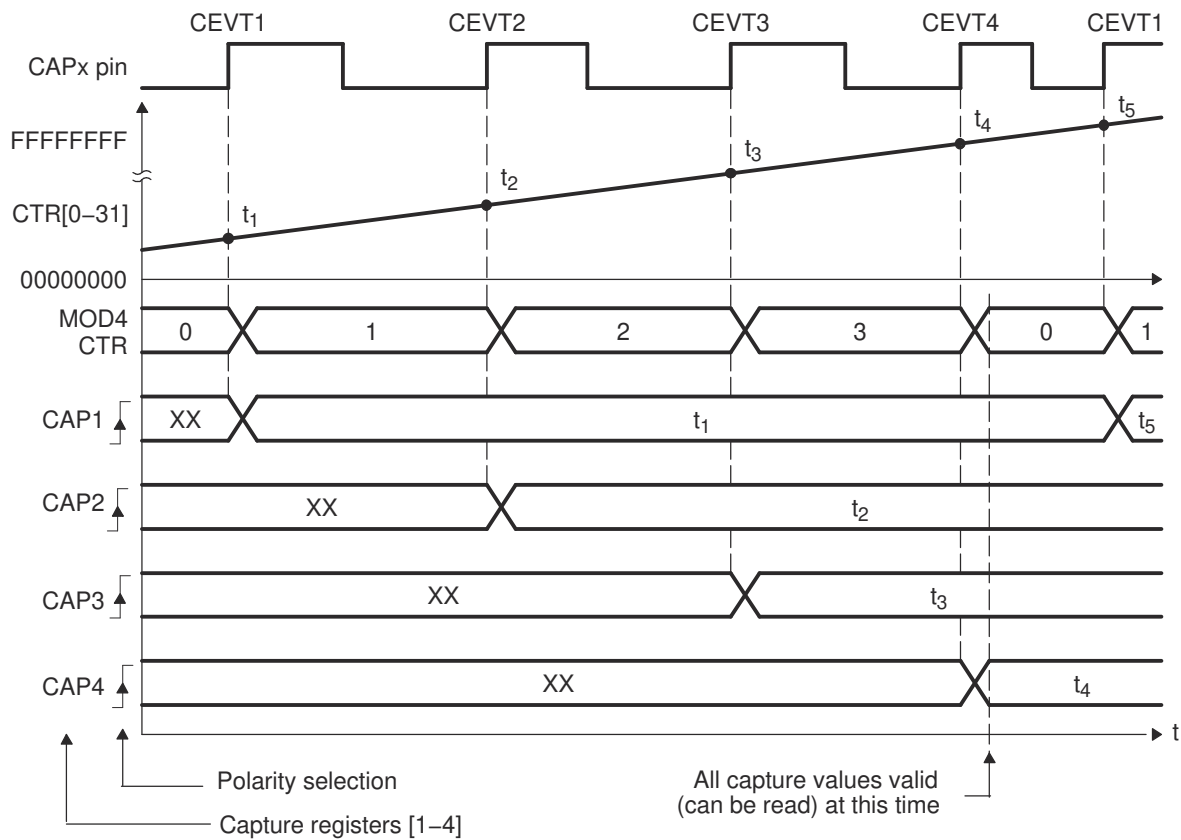 CEVT1 CEVT2 CEVT3 CEVT4 CEVT1
CAPx pin
t5
t4
FFFFFFFF
t3
t2
CTR[0−31]
t1
00000000
MOD4
CTR
0 1 2 3 0 1
CAP1 XX t1 t5
CAP2 XX t2
CAP3 XX t3
CAP4 XX t4
t
Polarity selection
All capture values valid
(can be read) at this time
Capture registers [1−4]